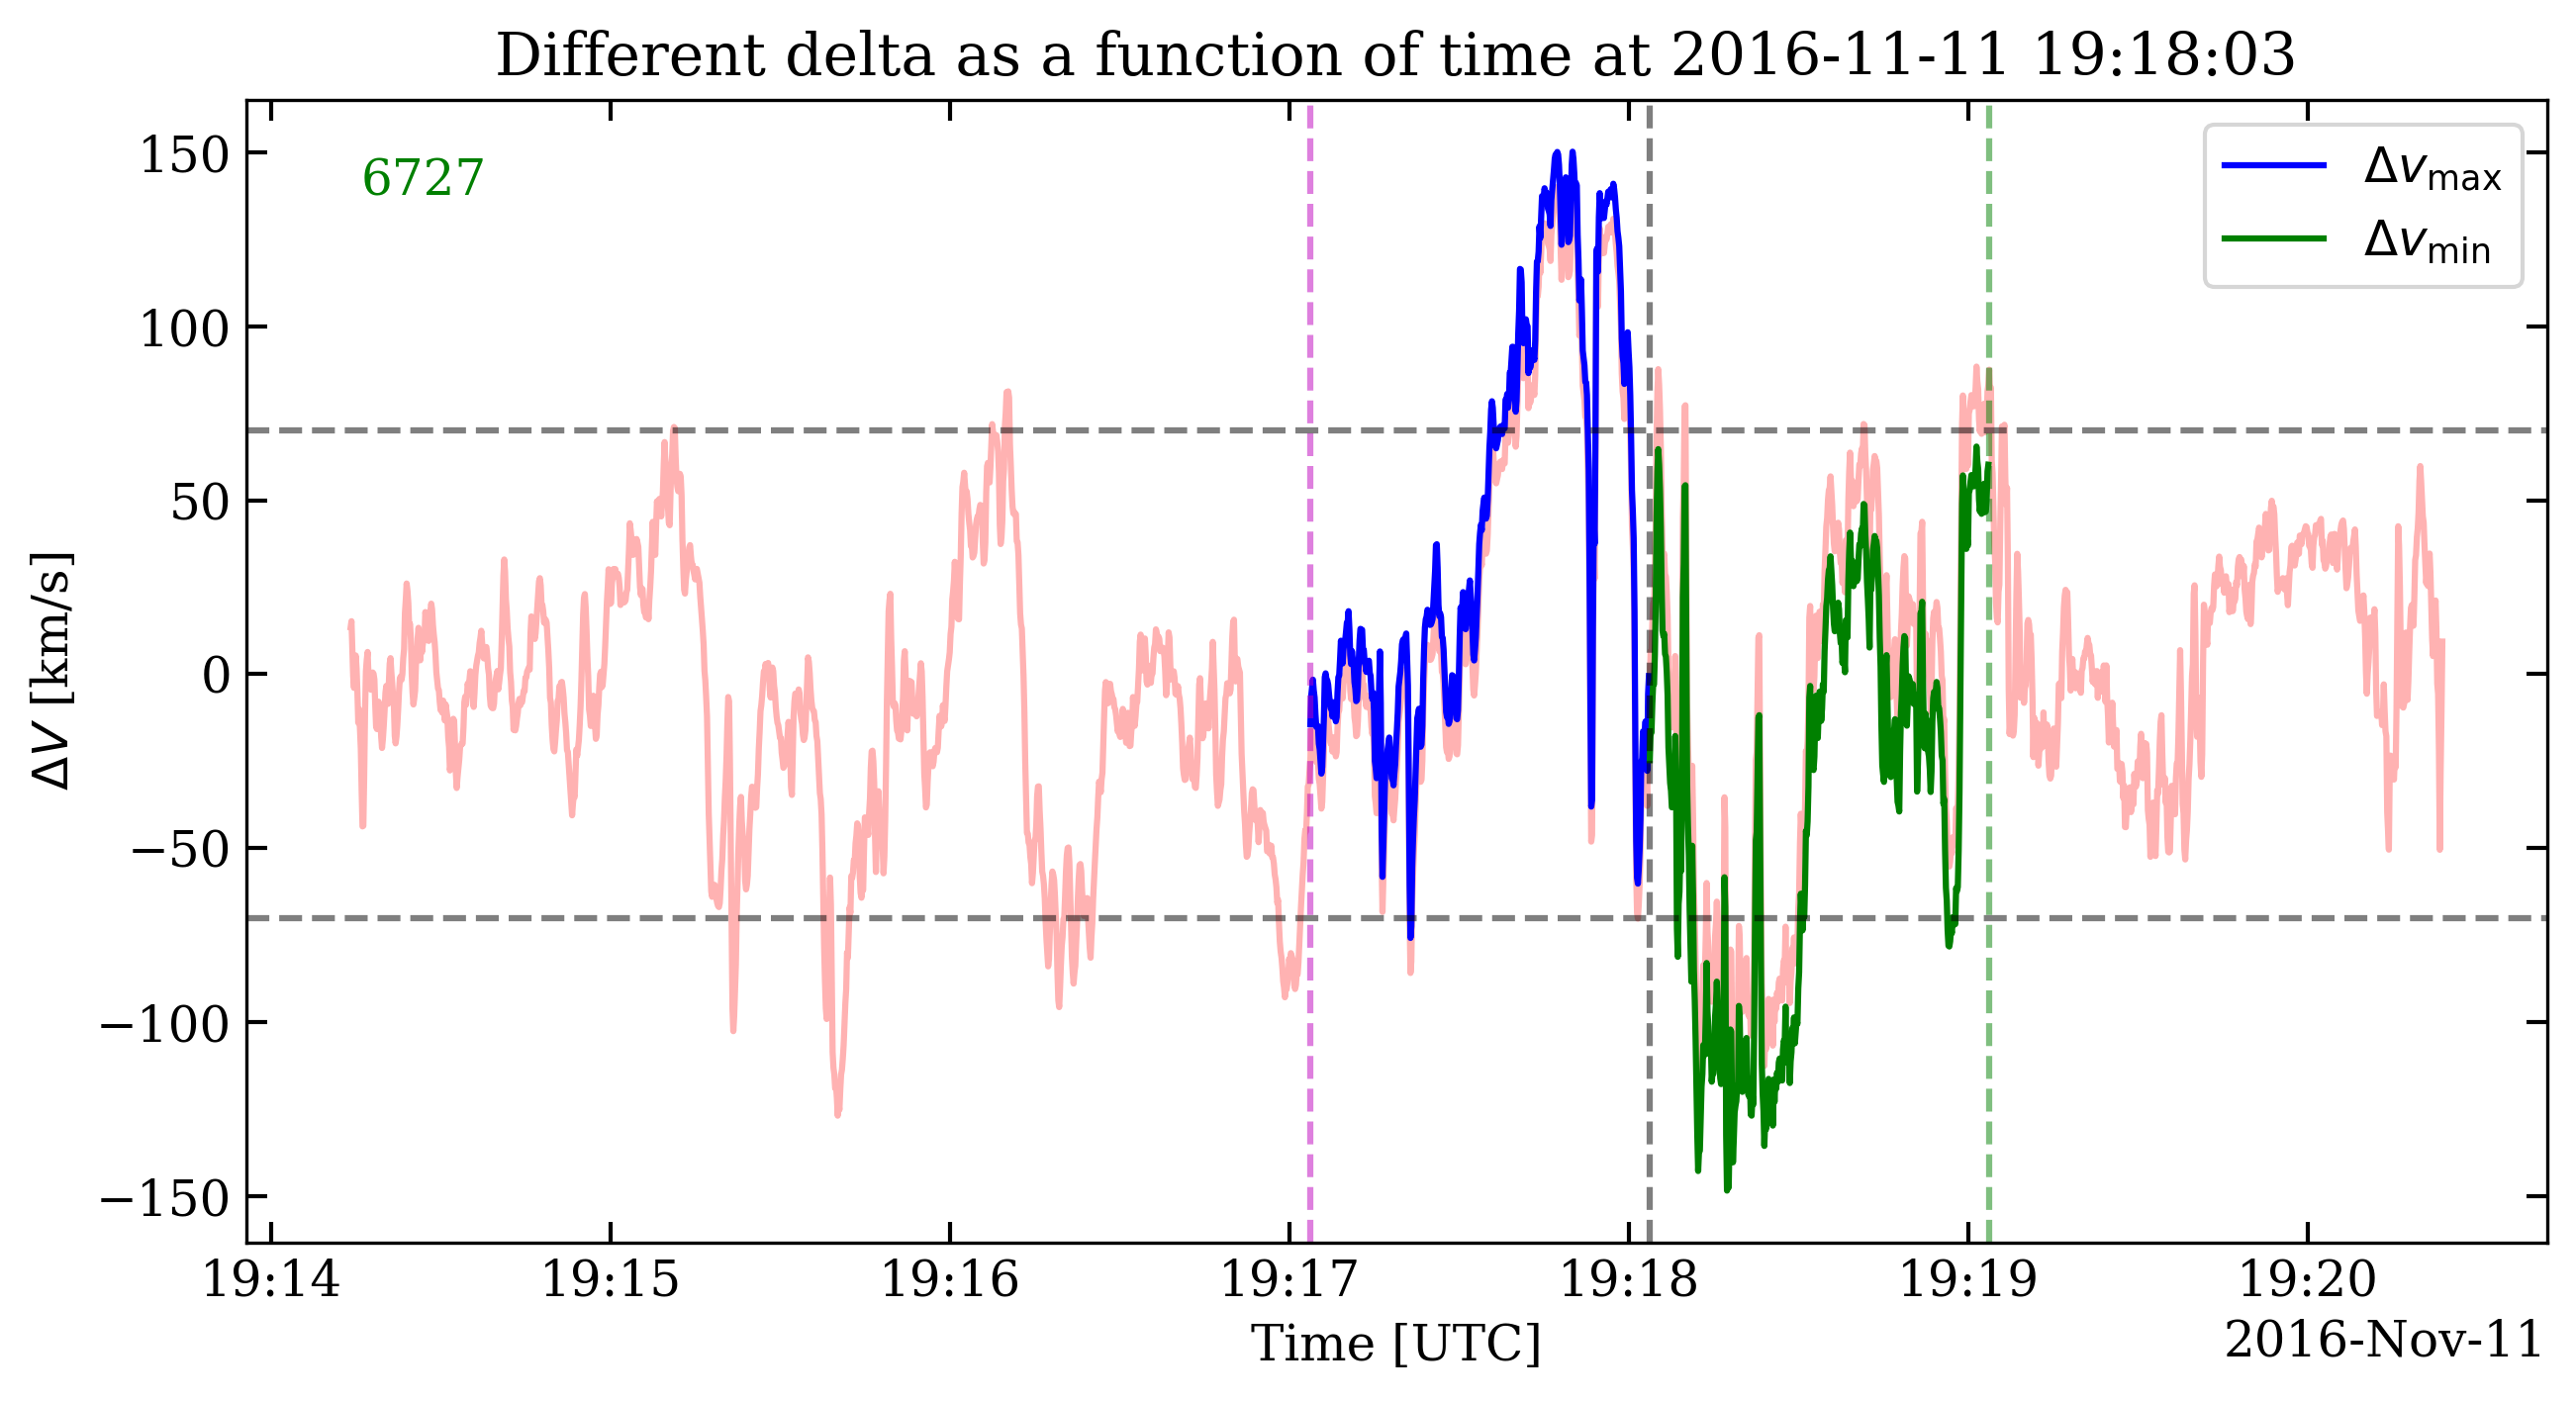 Different delta as a function of time at 2016-11-11 19:18:03
6727
Δv_max
Δv_min
ΔV [km/s]
150
100
50
0
−50
−100
−150
19:14 19:15 19:16 19:17 19:18 19:19 19:20
Time [UTC]
2016-Nov-11